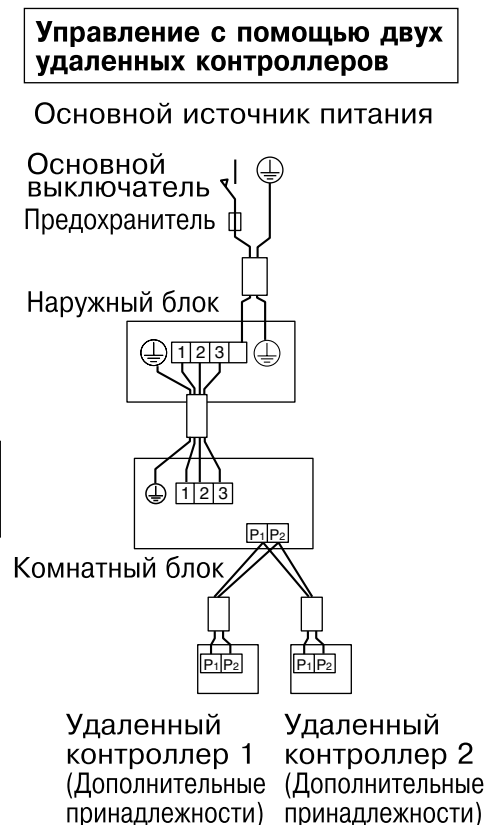 Управление с помощью двух
удаленных контроллеров
Основной источник питания
Основной
выключатель
Предохранитель
Наружный блок
1 2 3
1 2 3
P1 P2
Комнатный блок
P1 P2 P1 P2
Удаленный
контроллер 1
(Дополнительные
принадлежности)
Удаленный
контроллер 2
(Дополнительные
принадлежности)